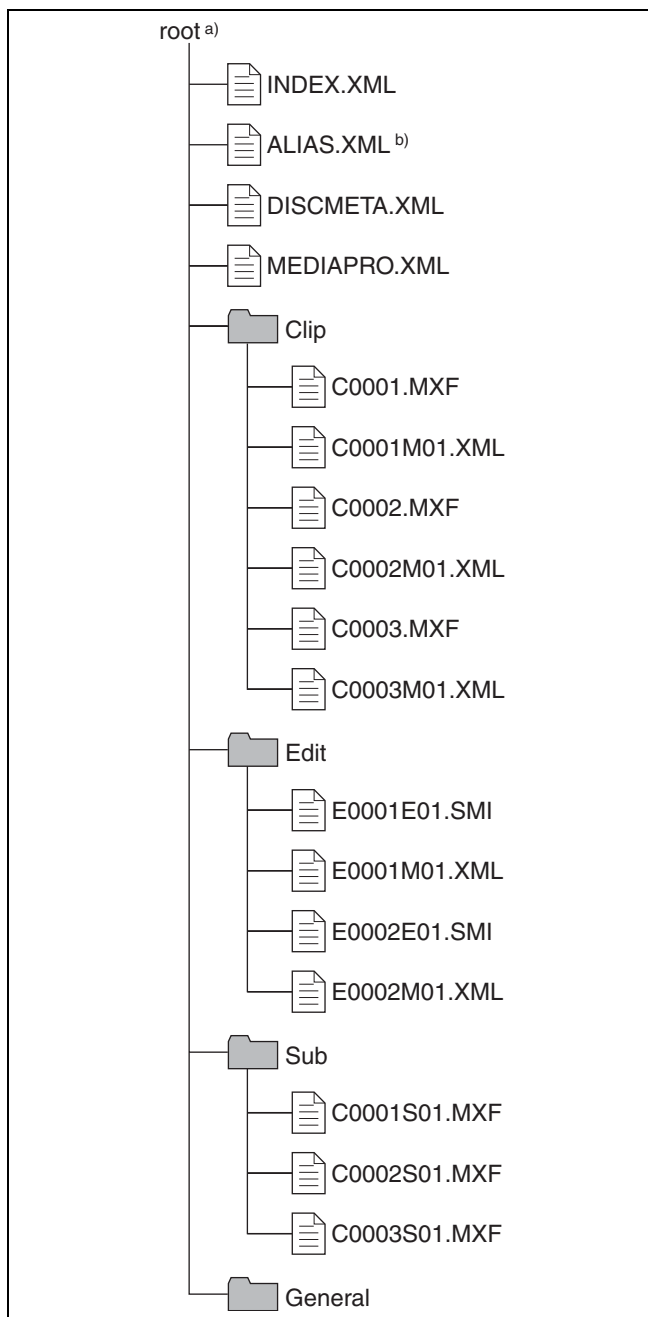 root a)
INDEX.XML
ALIAS.XML b)
DISCMETA.XML
MEDIAPRO.XML
Clip
C0001.MXF
C0001M01.XML
C0002.MXF
C0002M01.XML
C0003.MXF
C0003M01.XML
Edit
E0001E01.SMI
E0001M01.XML
E0002E01.SMI
E0002M01.XML
Sub
C0001S01.MXF
C0002S01.MXF
C0003S01.MXF
General